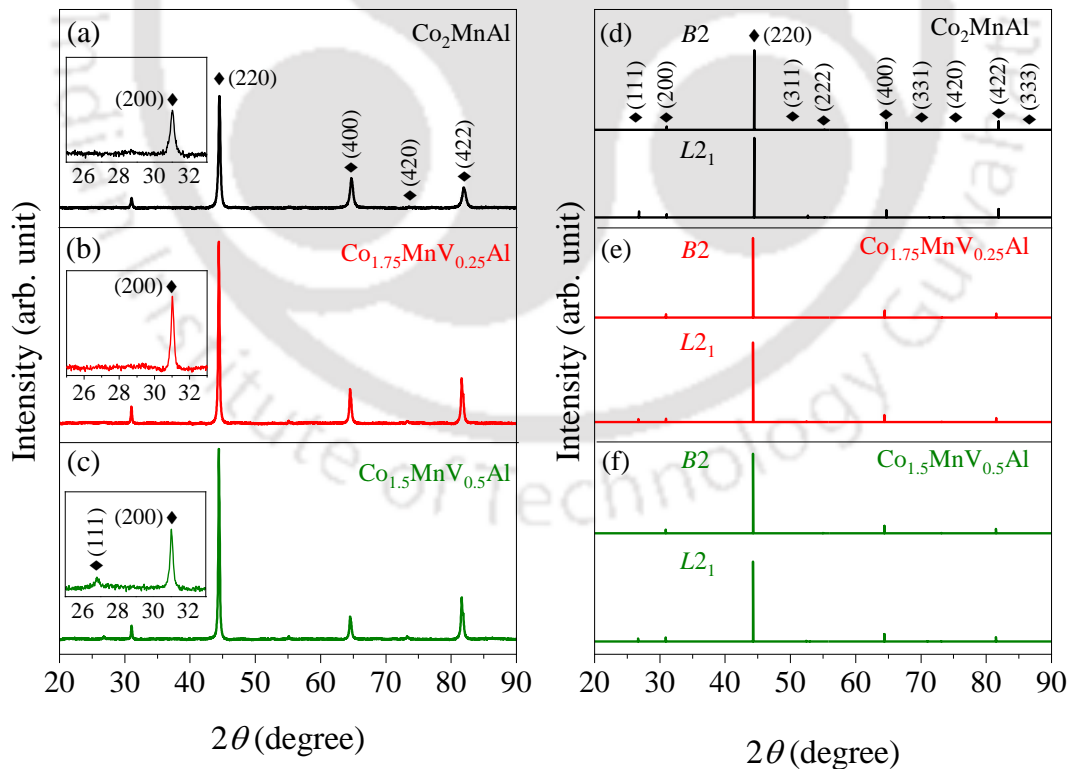 (a)
Co2MnAl
(200)
26 28 30 32
(220)
(400)
(420)
(422)
(b)
Co1.75MnV0.25Al
(200)
26 28 30 32
(c)
Co1.5MnV0.5Al
(111)
(200)
26 28 30 32
20 30 40 50 60 70 80 90
2θ (degree)
Intensity (arb. unit)
(d)
B2
Co2MnAl
(111)
(200)
(220)
(311)
(222)
(400)
(331)
(420)
(422)
(333)
L21
(e)
B2
Co1.75MnV0.25Al
L21
(f)
B2
Co1.5MnV0.5Al
L21
20 30 40 50 60 70 80 90
2θ (degree)
Intensity (arb. unit)
Institute of Technology Guwahati